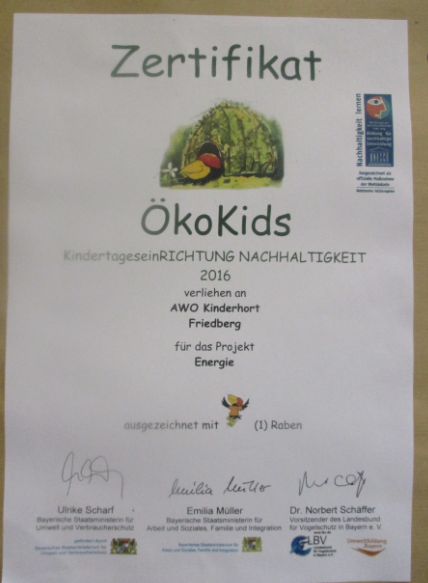 Zertifikat
Nachhaltigkeit lernen
ÖkoKids
KindertageseinRICHTUNG NACHHALTIGKEIT
2016
verliehen an
AWO Kinderhort
Friedberg
für das Projekt
Energie
ausgezeichnet mit (1) Raben
Ulrike Scharf
Bayerische Staatsministerin für
Umwelt und Verbraucherschutz
Emilia Müller
Bayerische Staatsministerin für
Arbeit und Soziales, Familie und Integration
Dr. Norbert Schäffer
Vorsitzender des Landesbund
für Vogelschutz in Bayern e. V.
LBV
Umweltbildung
Bayern